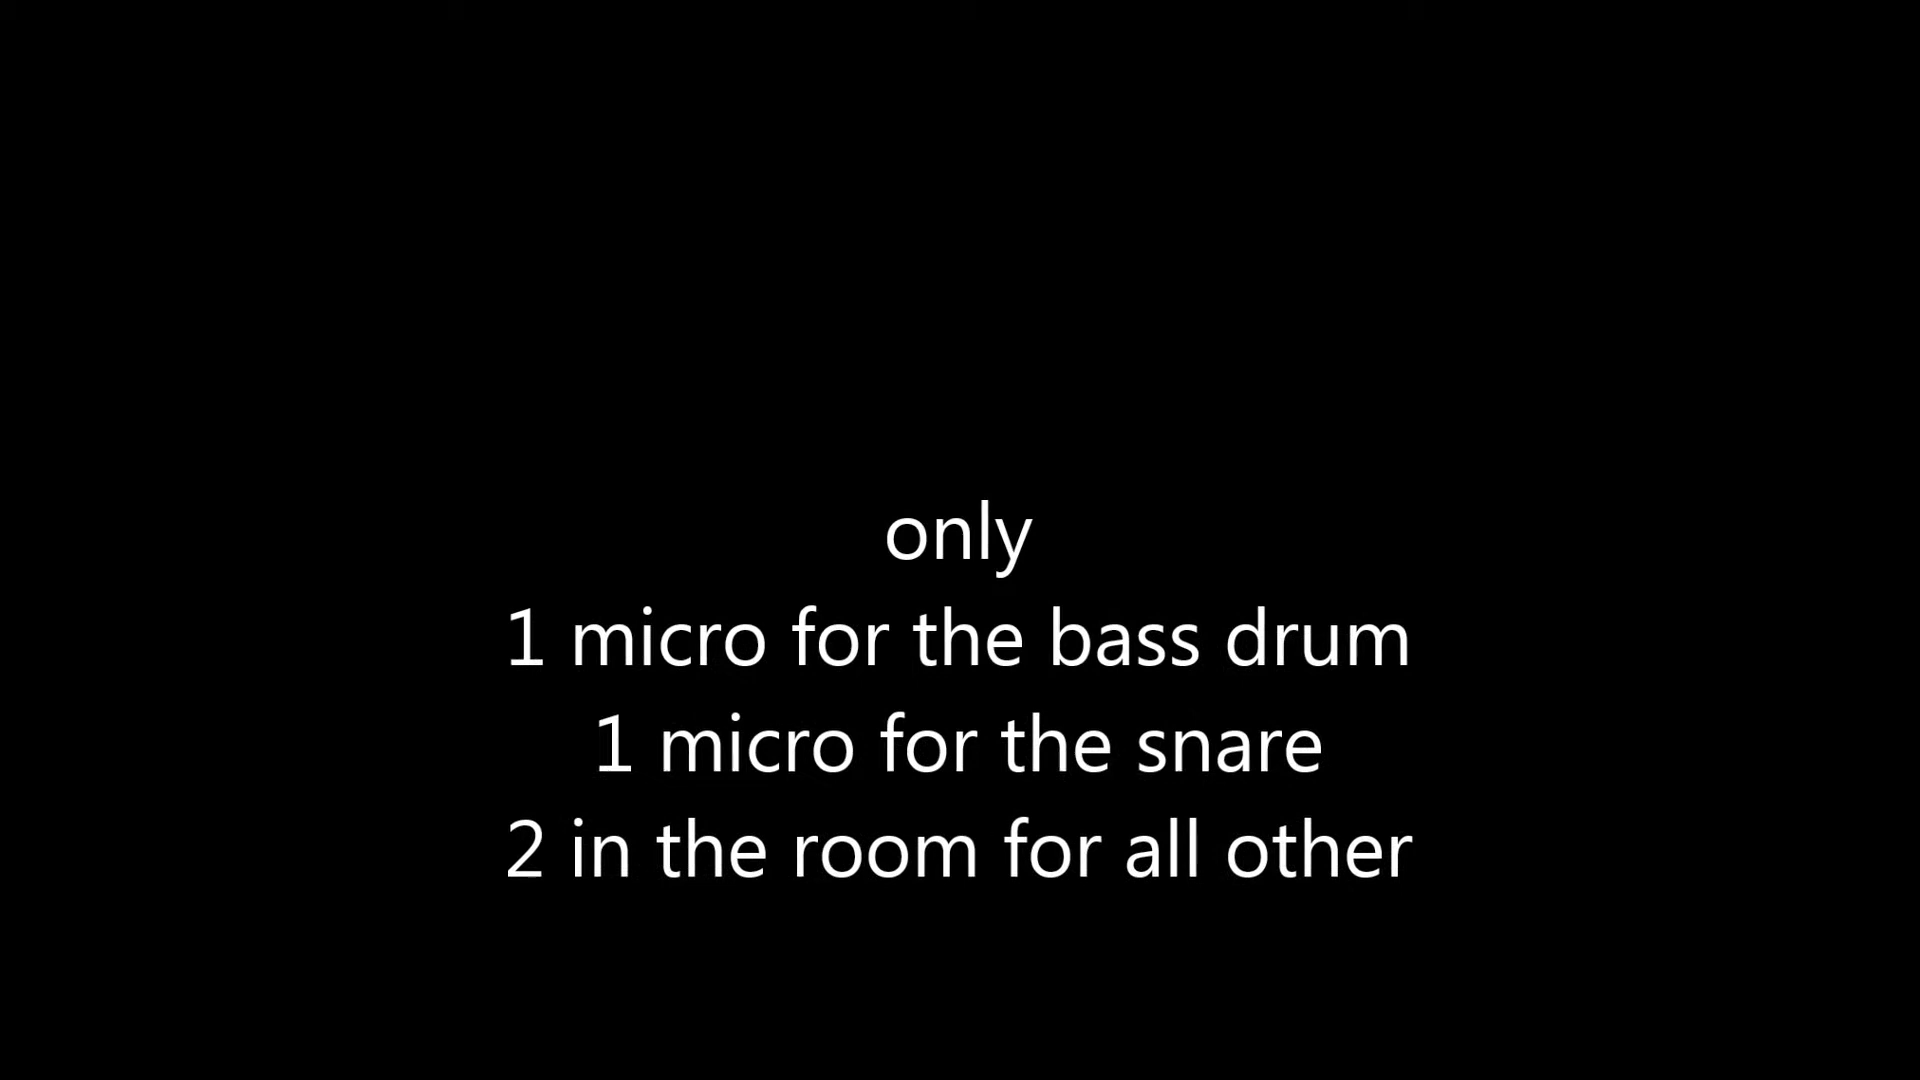 only
1 micro for the bass drum
1 micro for the snare
2 in the room for all other